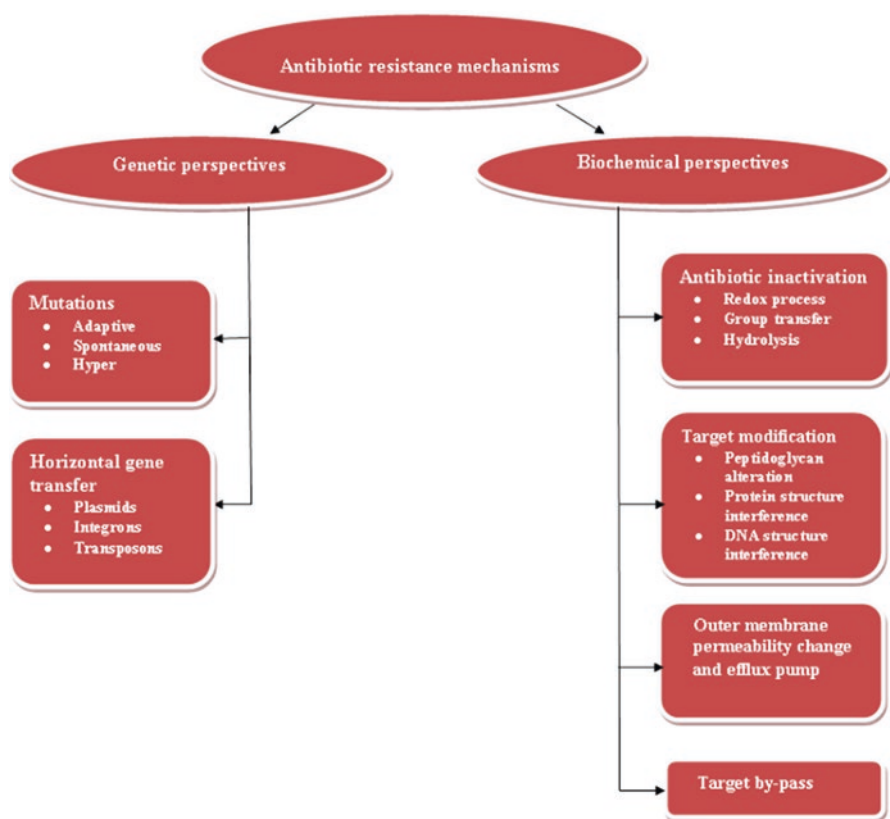 Antibiotic resistance mechanisms
Genetic perspectives
Biochemical perspectives
Mutations
• Adaptive
• Spontaneous
• Hyper
Horizontal gene
transfer
• Plasmids
• Integrons
• Transposons
Antibiotic inactivation
• Redox process
• Group transfer
• Hydrolysis
Target modification
• Peptidoglycan
alteration
• Protein structure
interference
• DNA structure
interference
Outer membrane
permeability change
and efflux pump
Target by-pass